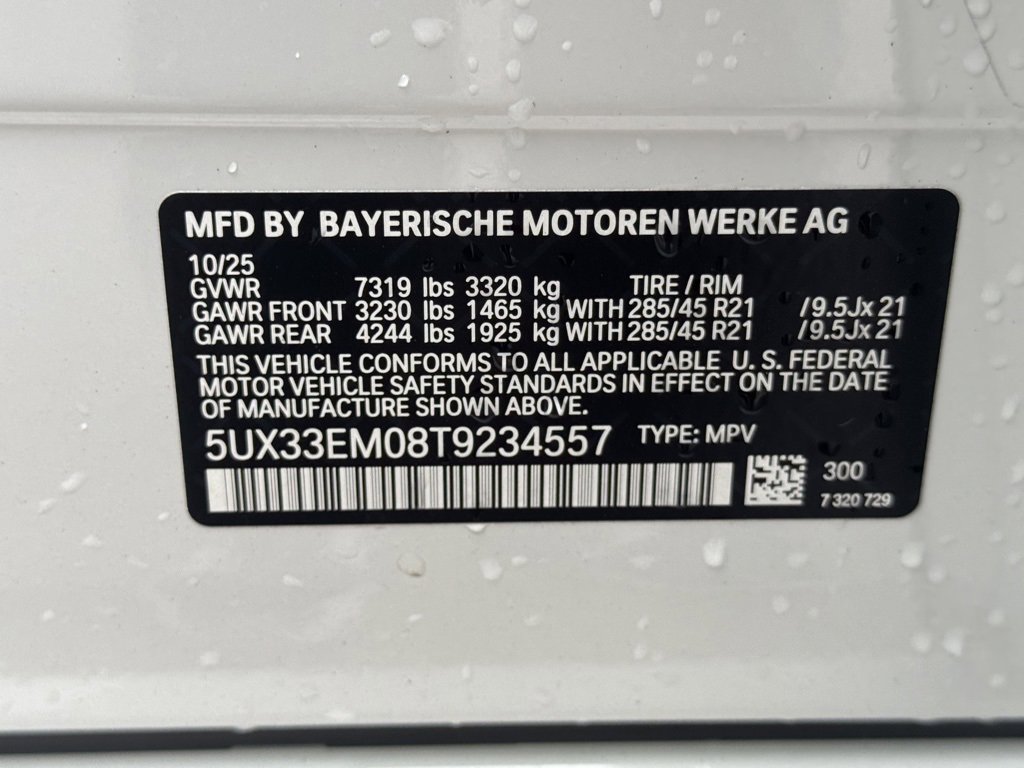 MFD BY BAYERISCHE MOTOREN WERKE AG
10/25
GVWR 7319 lbs 3320 kg TIRE / RIM
GAWR FRONT 3230 lbs 1465 kg WITH 285/45 R21 /9.5Jx 21
GAWR REAR 4244 lbs 1925 kg WITH 285/45 R21 /9.5Jx 21
THIS VEHICLE CONFORMS TO ALL APPLICABLE U. S. FEDERAL
MOTOR VEHICLE SAFETY STANDARDS IN EFFECT ON THE DATE
OF MANUFACTURE SHOWN ABOVE.
5UX33EM08T9234557 TYPE: MPV
300
7 320 729